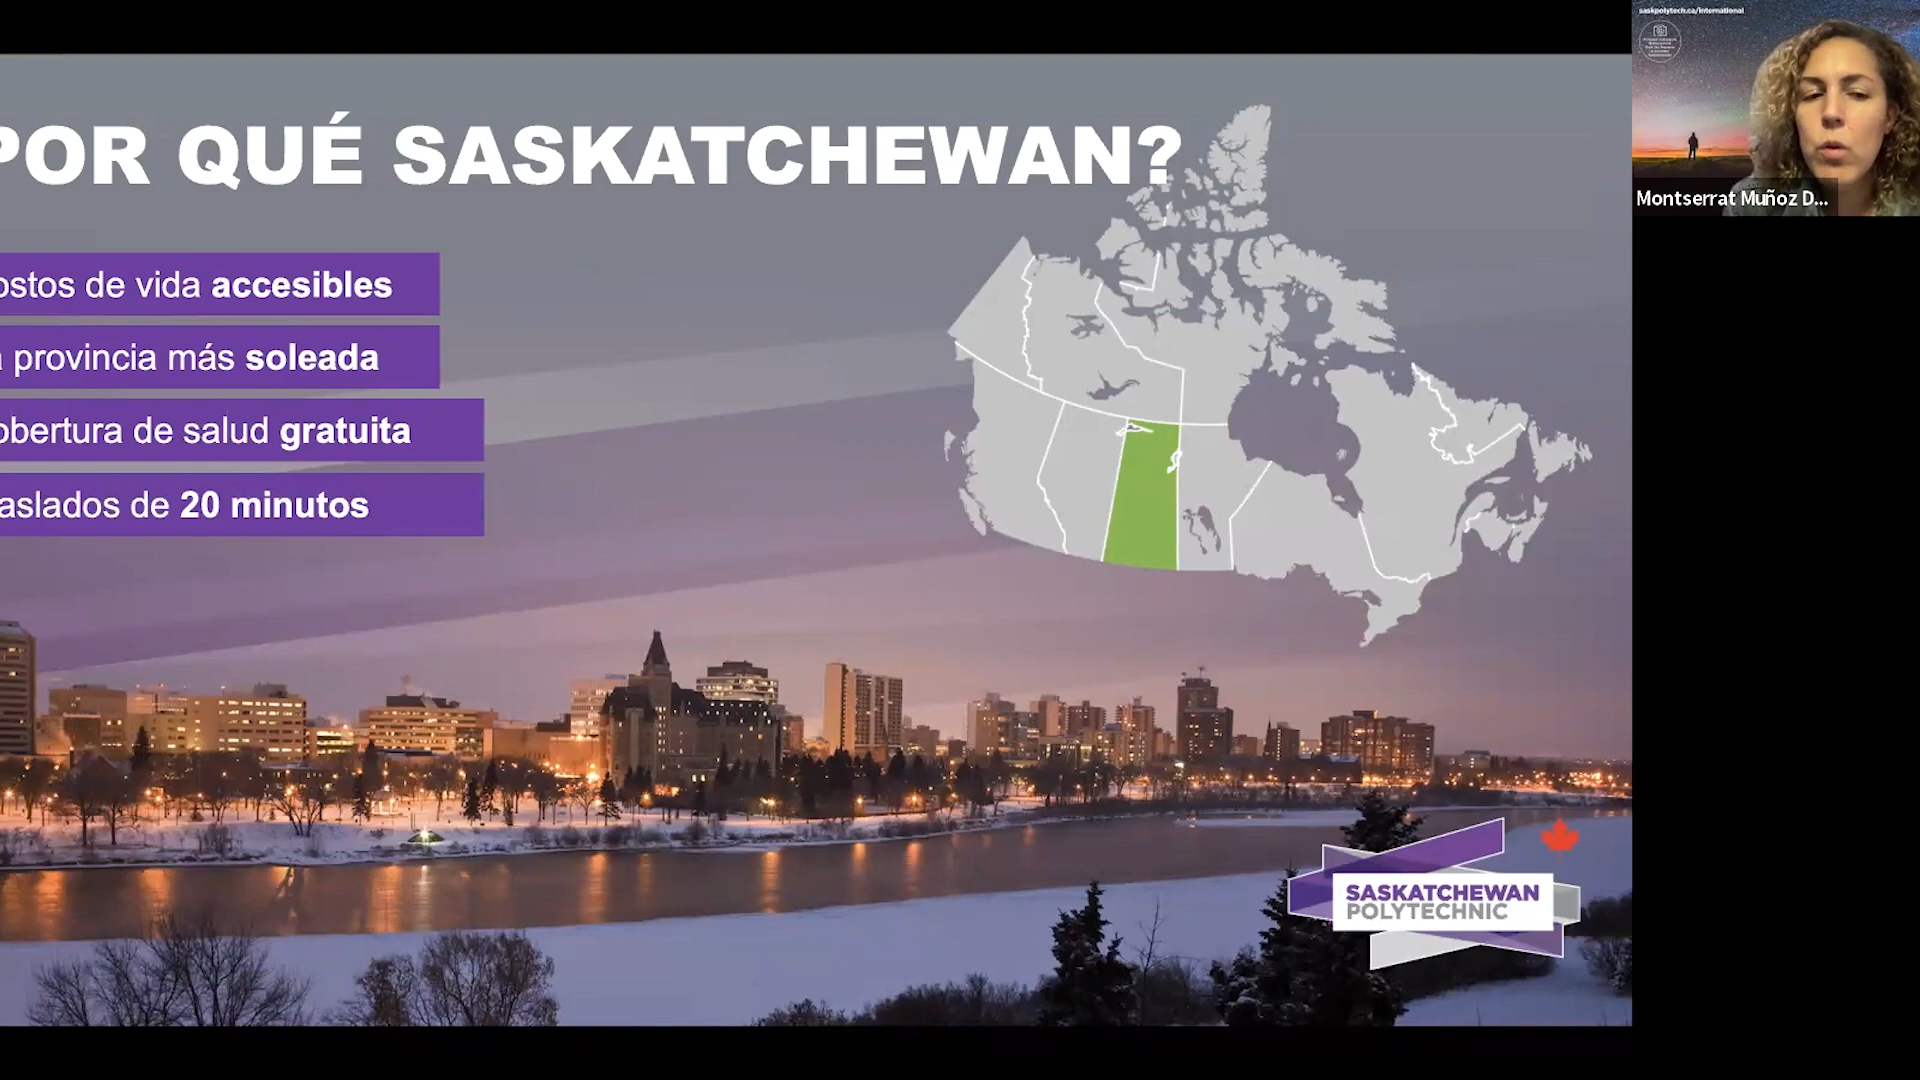 POR QUÉ SASKATCHEWAN?
ostos de vida accesibles
a provincia más soleada
obertura de salud gratuita
aslados de 20 minutos
SASKATCHEWAN
POLYTECHNIC
saskpolytech.ca/international
Montserrat Muñoz D...